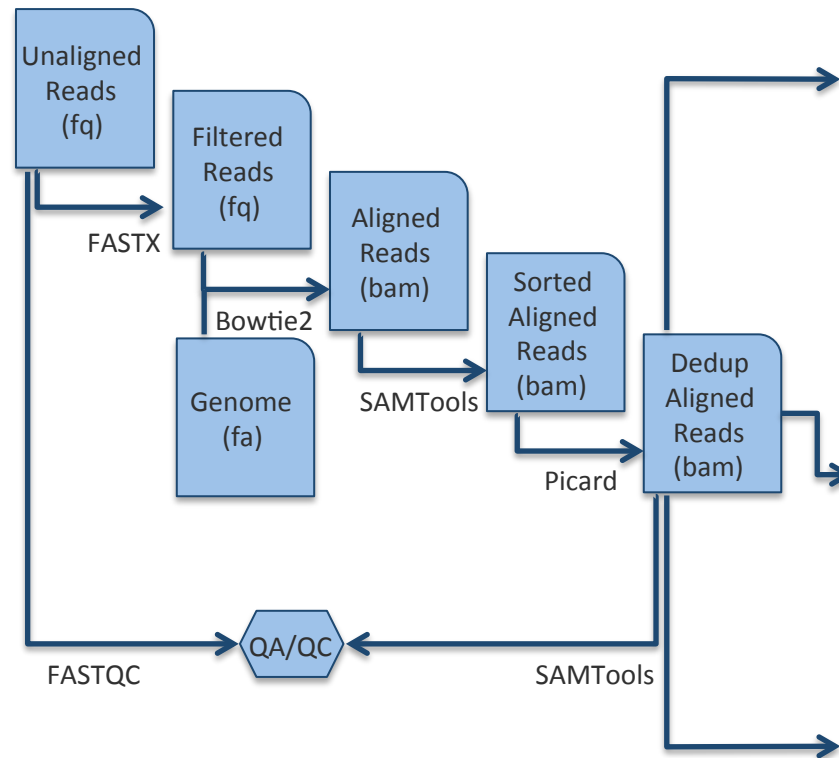 Unaligned
Reads
(fq)
FASTX
Filtered
Reads
(fq)
Bowtie2
Genome
(fa)
Aligned
Reads
(bam)
SAMTools
Sorted
Aligned
Reads
(bam)
Picard
Dedup
Aligned
Reads
(bam)
QA/QC
FASTQC
SAMTools